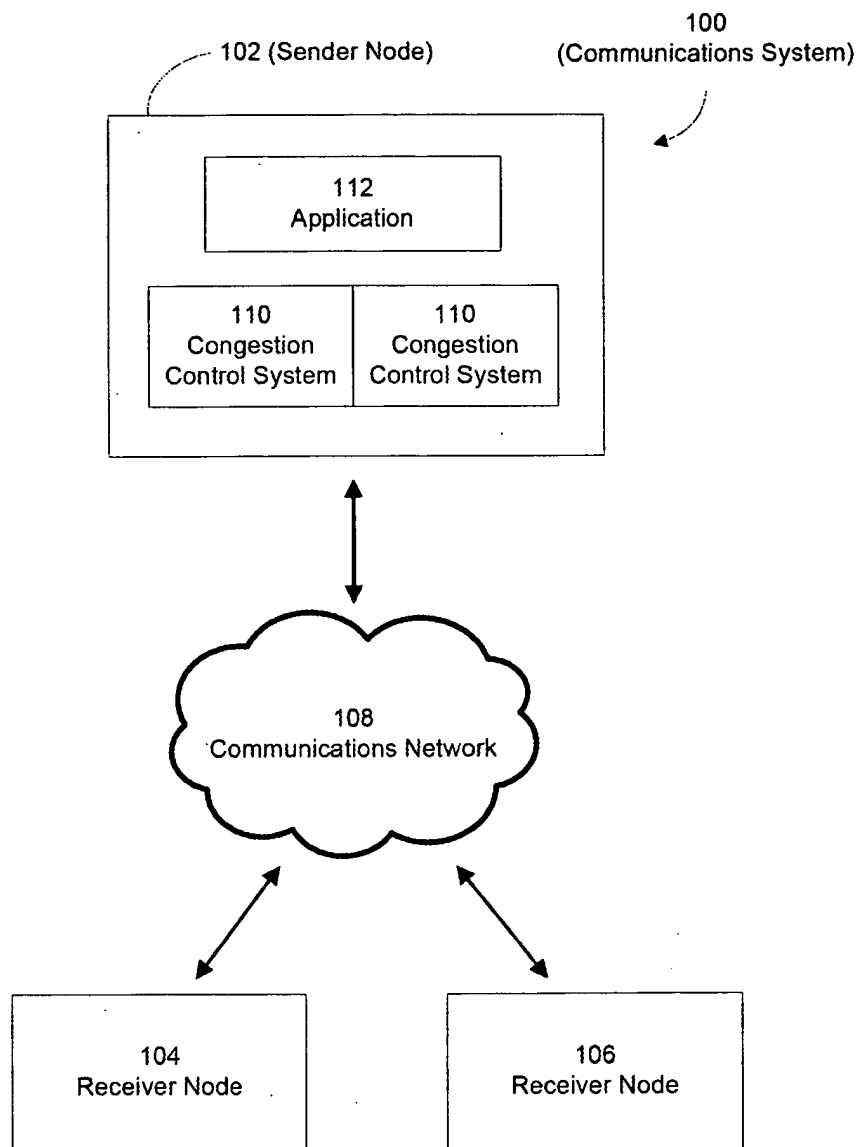 100
102 (Sender Node)
(Communications System)
112
Application
110
Congestion
Control System
110
Congestion
Control System
108
Communications Network
104
Receiver Node
106
Receiver Node